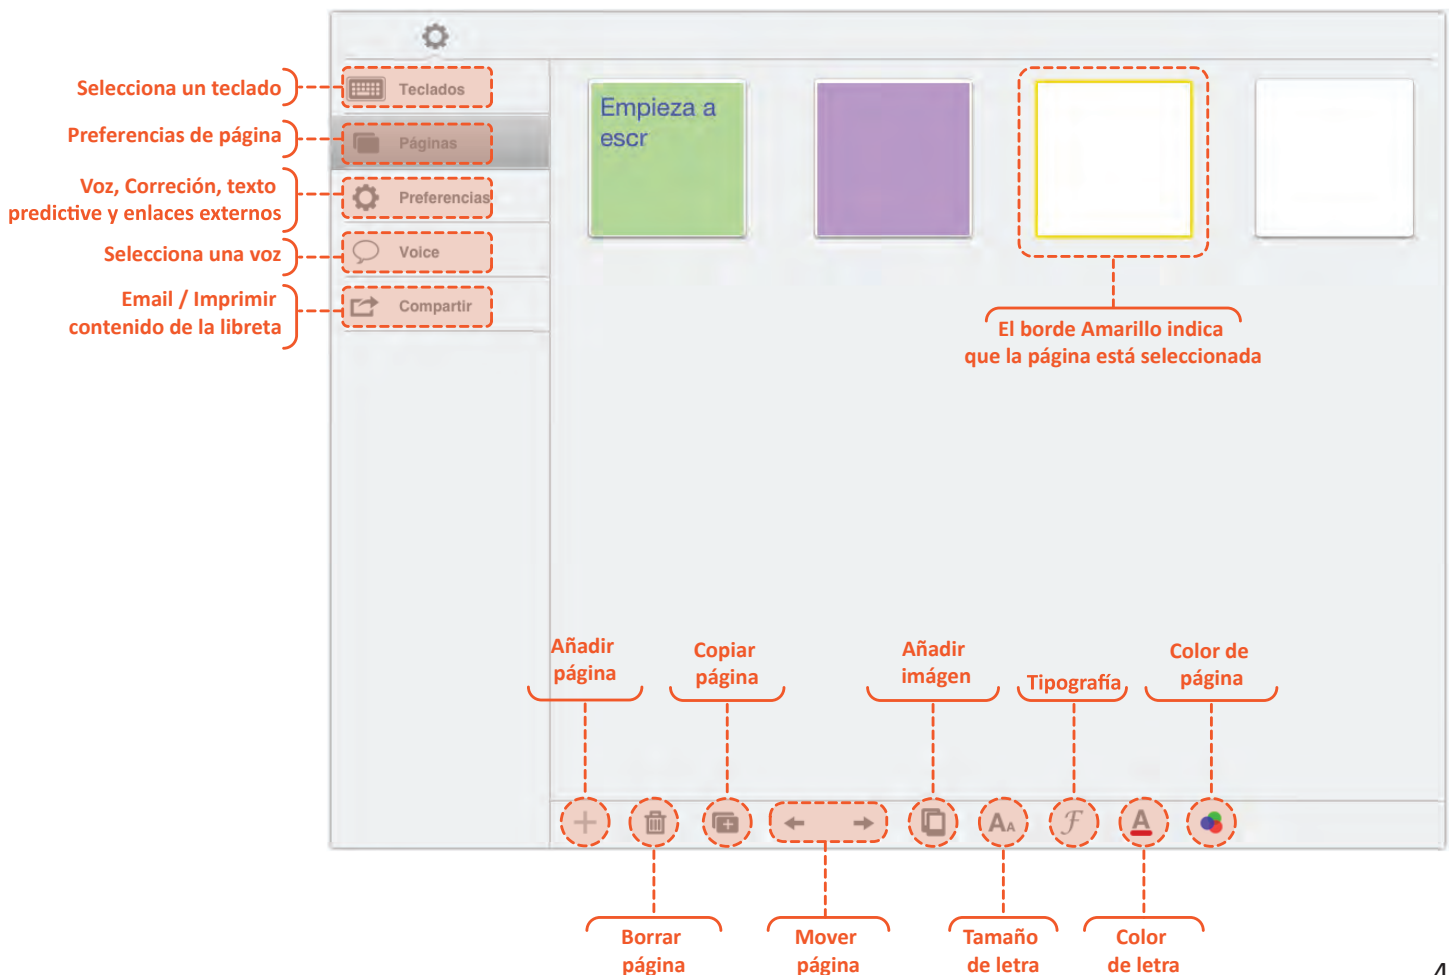 Selecciona un teclado
Preferencias de página
Voz, Correción, texto
predictive y enlaces externos
Selecciona una voz
Email / Imprimir
contenido de la libreta
Teclados
Páginas
Preferencias
Voice
Compartir
Empieza a
escr
El borde Amarillo indica
que la página está seleccionada
Añadir
página
Copiar
página
Añadir
imágen
Tipografía
Color de
página
AA
F
A
Borrar
página
Mover
página
Tamaño
de letra
Color
de letra
4